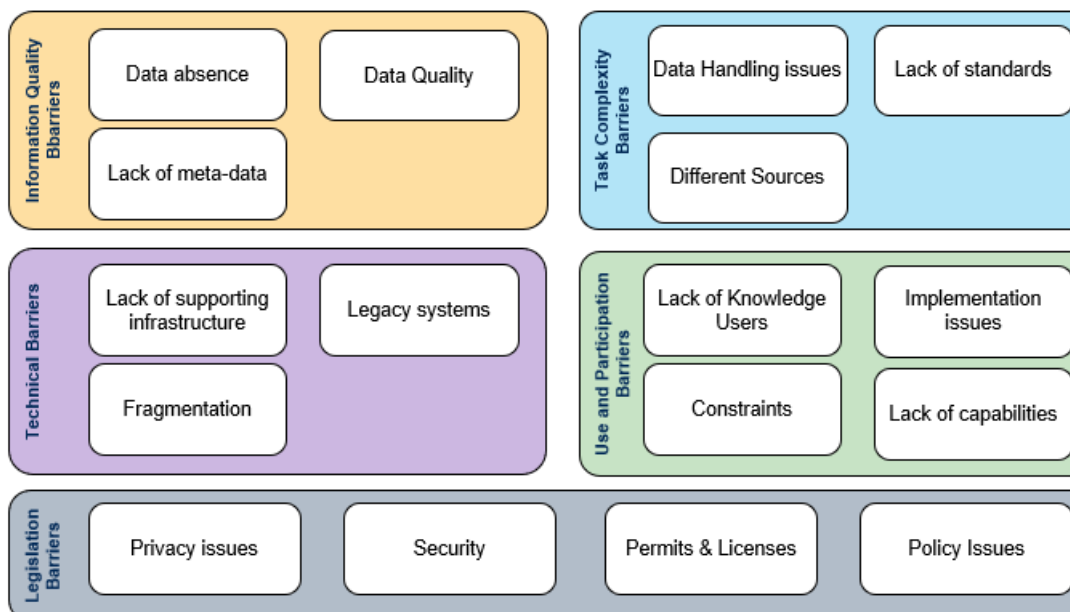 Information Quality
Bbarriers
Data absence
Data Quality
Lack of meta-data
Task Complexity
Barriers
Data Handling issues
Lack of standards
Different Sources
Technical Barriers
Lack of supporting
infrastructure
Legacy systems
Fragmentation
Use and Participation
Barriers
Lack of Knowledge
Users
Implementation
issues
Constraints
Lack of capabilities
Legislation
Barriers
Privacy issues
Security
Permits & Licenses
Policy Issues